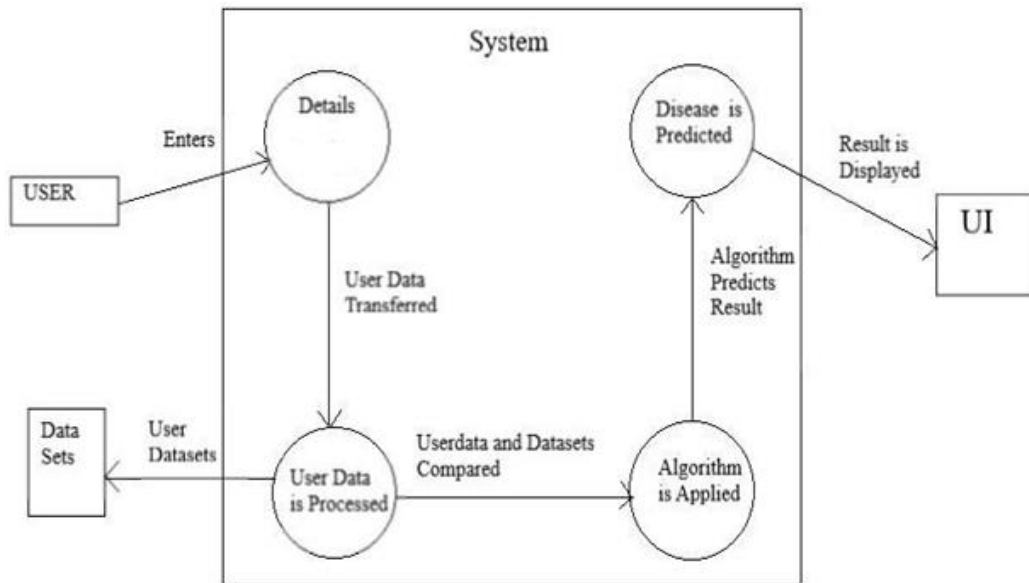 System
Details
Disease is
Predicted
Enters
Result is
Displayed
USER
UI
User Data
Transferred
Algorithm
Predicts
Result
Data
Sets
User
Datasets
User Data
is Processed
Userdata and Datasets
Compared
Algorithm
is Applied